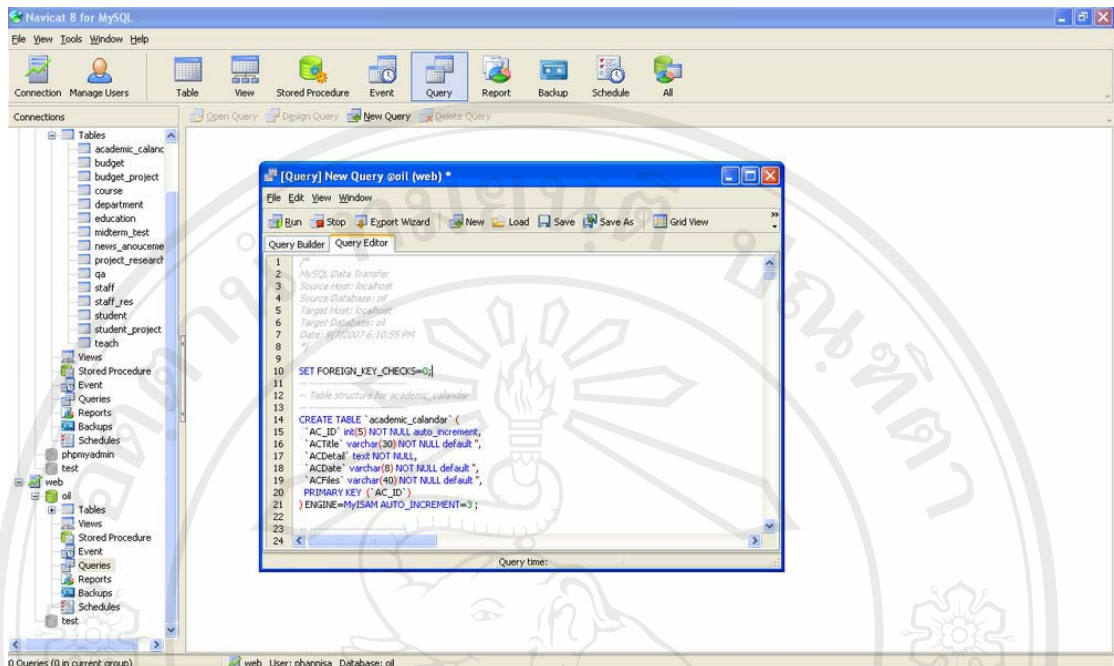 Navicat 8 for MySQL
File View Tools Window Help
Connection Manage Users Table View Stored Procedure Event Query Report Backup Schedule All
Connections
Open Query Design Query New Query Delete Query
Tables
academic_calanc
budget
budget_project
course
department
education
midterm_test
news_anouceme
project_research
qa
staff
staff_res
student
student_project
teach
Views
Stored Procedure
Event
Queries
Reports
Backups
Schedules
phpmyadmin
test
web
oil
Tables
Views
Stored Procedure
Event
Queries
Reports
Backups
Schedules
test
[Query] New Query @oil (web) *
File Edit View Window
Run Stop Export Wizard New Load Save Save As Grid View
Query Builder Query Editor
1 /*
2 MySQL Data Transfer
3 Source Host: localhost
4 Source Database: oil
5 Target Host: localhost
6 Target Database: oil
7 Date: 9/7/2007 6:10:55 PM
8 */
9
10 SET FOREIGN_KEY_CHECKS=0;
11 -- ----------------------------
12 -- Table structure for academic_calandar
13 -- ----------------------------
14 CREATE TABLE `academic_calandar` (
15 `AC_ID` int(5) NOT NULL auto_increment,
16 `ACTitle` varchar(30) NOT NULL default '',
17 `ACDetail` text NOT NULL,
18 `ACDate` varchar(8) NOT NULL default '',
19 `ACFiles` varchar(40) NOT NULL default '',
20 PRIMARY KEY (`AC_ID`)
21 ) ENGINE=MyISAM AUTO_INCREMENT=3 ;
22
23 -- ----------------------------
24
Query time:
0 Queries (0 in current group) web User: phannisa Database: oil